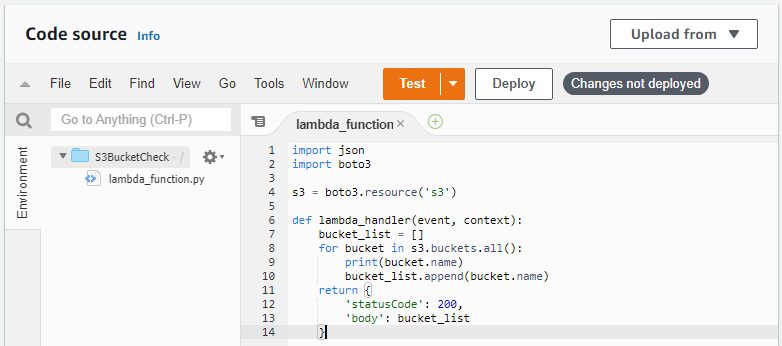 Code source Info
Upload from
File Edit Find View Go Tools Window Test Deploy Changes not deployed
Go to Anything (Ctrl-P)
lambda_function
Environment
S3BucketCheck - /
lambda_function.py
1 import json
2 import boto3
3
4 s3 = boto3.resource('s3')
5
6 def lambda_handler(event, context):
7     bucket_list = []
8     for bucket in s3.buckets.all():
9         print(bucket.name)
10         bucket_list.append(bucket.name)
11     return {
12         'statusCode': 200,
13         'body': bucket_list
14     }